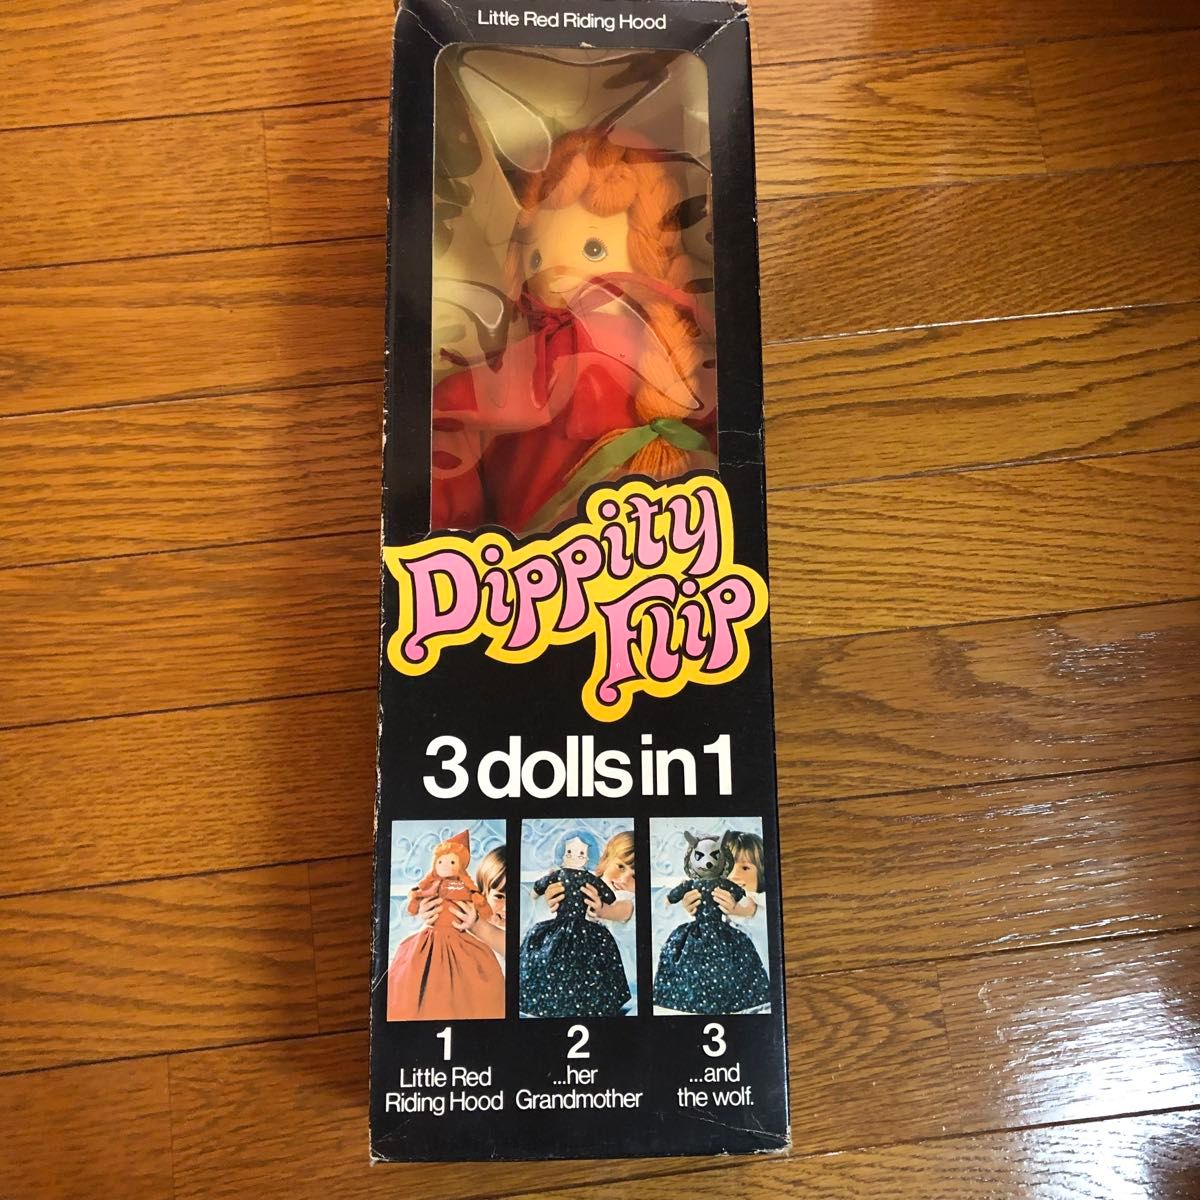 Little Red Riding Hood
Dippity
Flip
3 dolls in 1
1
Little Red
Riding Hood
2
...her
Grandmother
3
...and
the wolf.